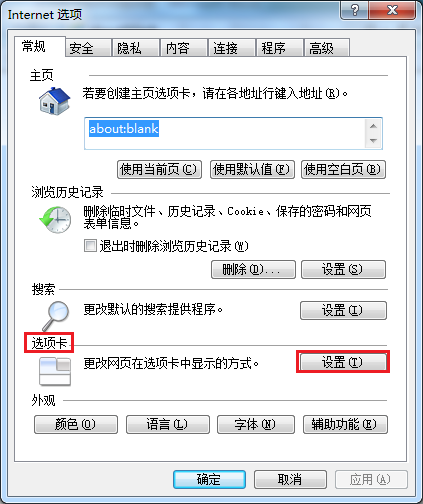 Internet 选项
常规 安全 隐私 内容 连接 程序 高级
主页
若要创建主页选项卡，请在各地址行键入地址(R)。
about:blank
使用当前页(C) 使用默认值(F) 使用空白页(B)
浏览历史记录
删除临时文件、历史记录、Cookie、保存的密码和网页
表单信息。
退出时删除浏览历史记录(W)
删除(D)... 设置(S)
搜索
更改默认的搜索提供程序。 设置(I)
选项卡
更改网页在选项卡中显示的方式。 设置(T)
外观
颜色(O) 语言(L) 字体(N) 辅助功能(E)
确定 取消 应用(A)